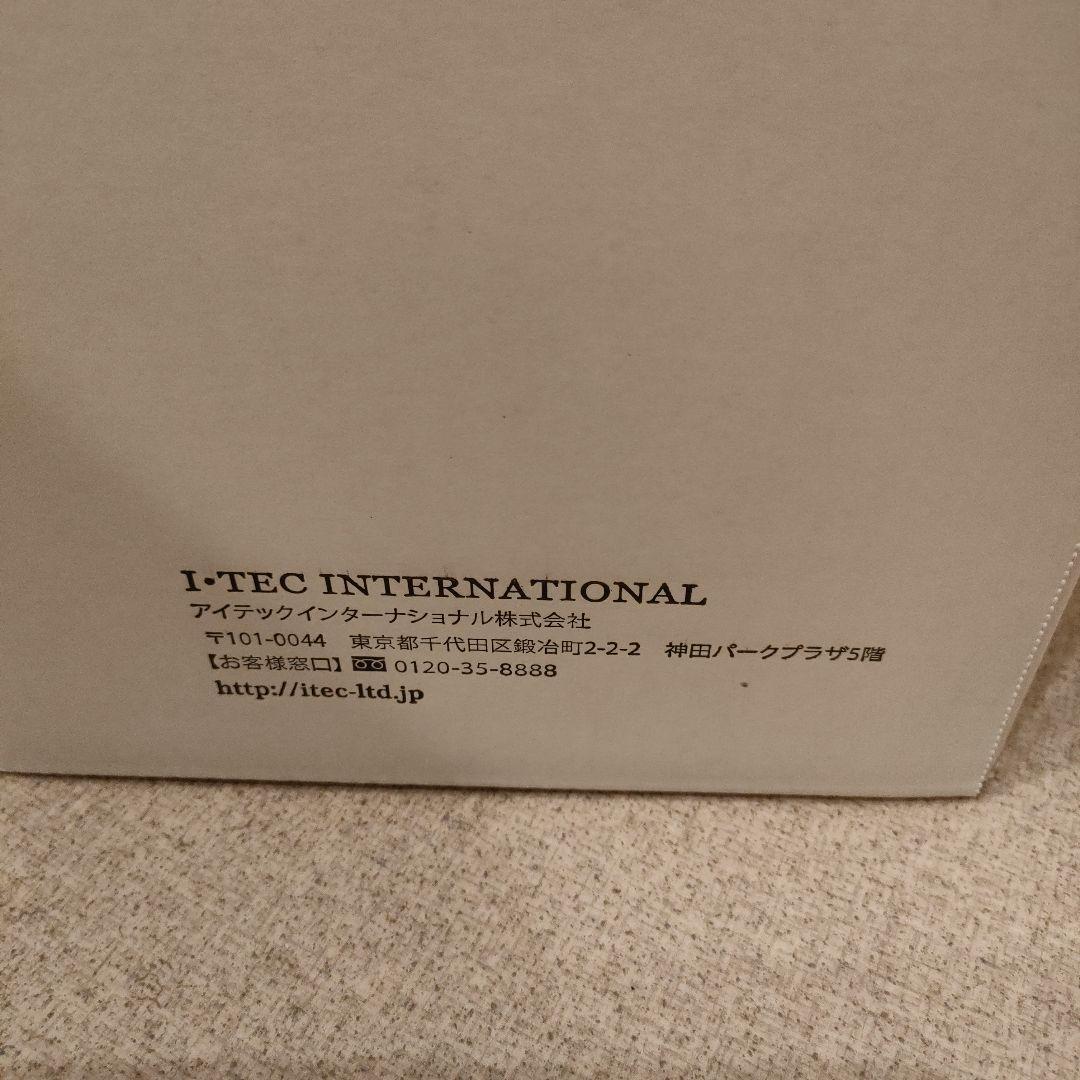 I•TEC INTERNATIONAL
アイテックインターナショナル株式会社
〒101-0044　東京都千代田区鍛冶町2-2-2　神田パークプラザ5階
【お客様窓口】 0120-35-8888
http://itec-ltd.jp